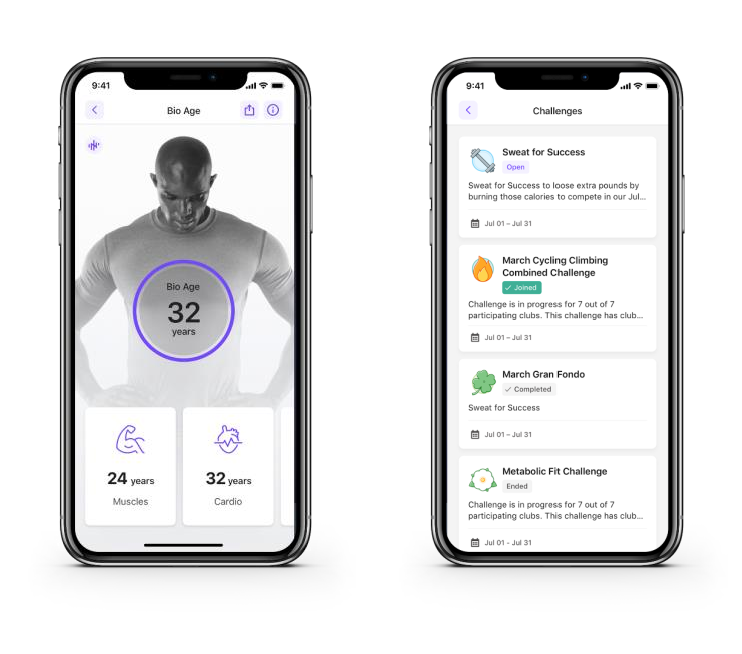 9:41
Bio Age
Bio Age
32
years
24 years
Muscles
32 years
Cardio
9:41
Challenges
Sweat for Success
Open
Sweat for Success to loose extra pounds by
burning those calories to compete in our Jul...
Jul 01 – Jul 31
March Cycling Climbing
Combined Challenge
Joined
Challenge is in progress for 7 out of 7
participating clubs. This challenge has club...
Jul 01 – Jul 31
March Gran Fondo
Completed
Sweat for Success
Jul 01 – Jul 31
Metabolic Fit Challenge
Ended
Challenge is in progress for 7 out of 7
participating clubs. This challenge has club...
Jul 01 - Jul 31